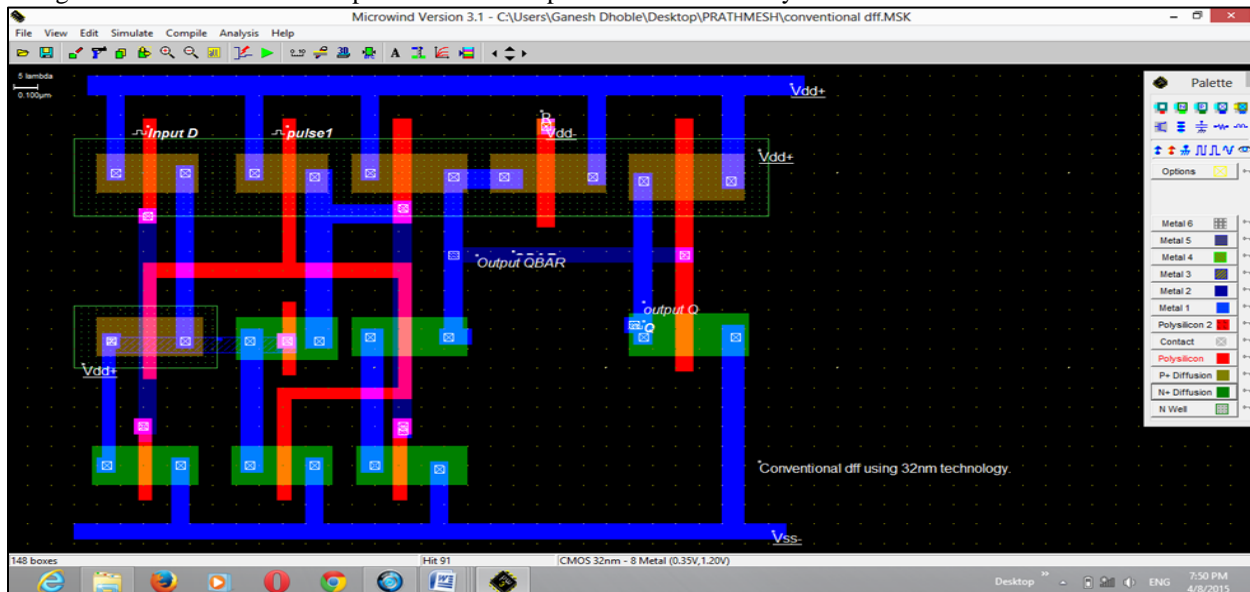 Microwind Version 3.1 - C:\Users\Ganesh Dhoble\Desktop\PRATHMESH\conventional dff.MSK
File View Edit Simulate Compile Analysis Help
5 lambda
0.100µm
Vdd+
Input D
pulse1
R
Vdd-
Vdd+
Output QBAR
output Q
Q
Vdd+
Conventional dff using 32nm technology.
Vss-
Palette
Options
Metal 6
Metal 5
Metal 4
Metal 3
Metal 2
Metal 1
Polysilicon 2
Contact
Polysilicon
P+ Diffusion
N+ Diffusion
N Well
148 boxes
Hit 91
CMOS 32nm - 8 Metal (0.35V,1.20V)
Desktop
ENG
7:50 PM
4/8/2015